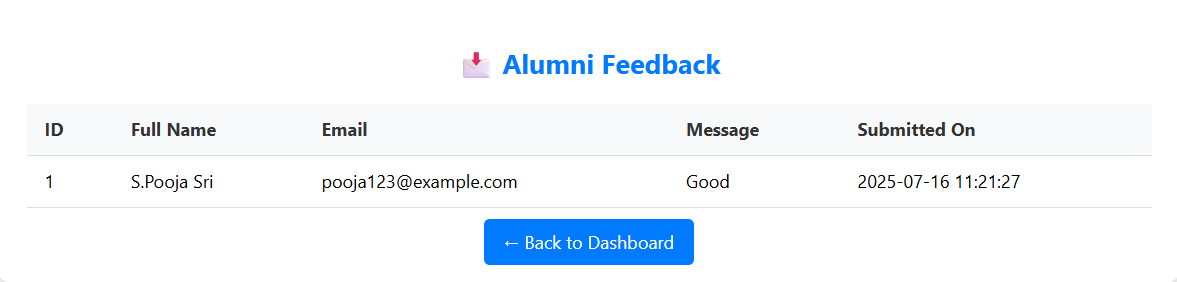 📩 Alumni Feedback
ID Full Name Email Message Submitted On
1 S.Pooja Sri pooja123@example.com Good 2025-07-16 11:21:27
← Back to Dashboard